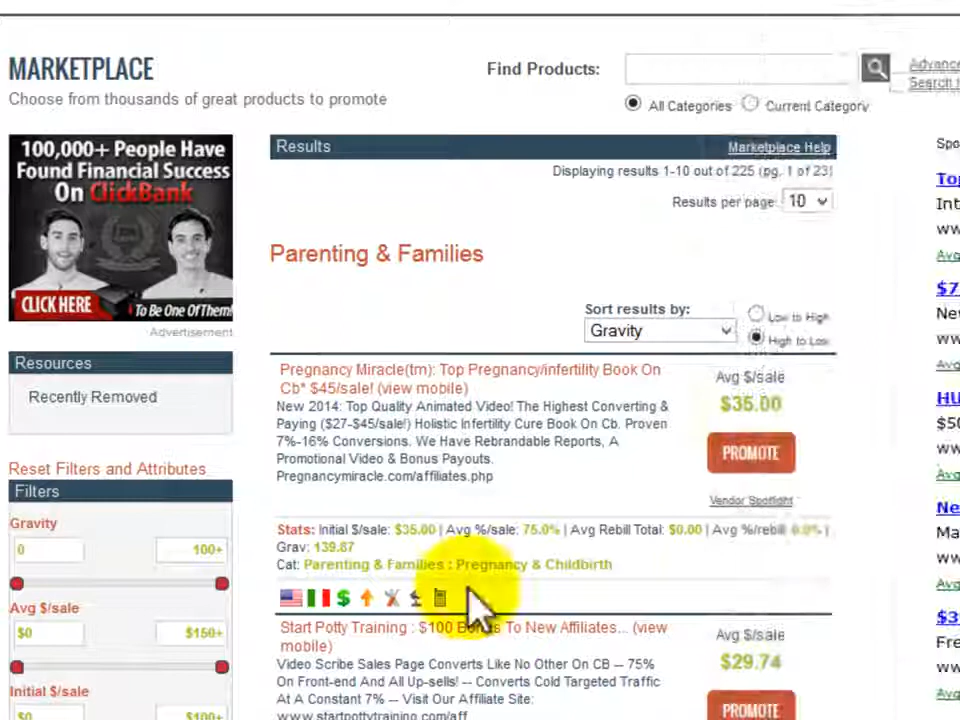 MARKETPLACE
Choose from thousands of great products to promote
Find Products:
All Categories
Current Category
Advance
Search
100,000+ People Have
Found Financial Success
On ClickBank
CLICK HERE
To Be One Of Them!
Advertisement
Resources
Recently Removed
Reset Filters and Attributes
Filters
Gravity
0
100+
Avg $/sale
$0
$150+
Initial $/sale
$0
$100+
Results
Marketplace Help
Displaying results 1-10 out of 225 (pg. 1 of 23)
Results per page:
10
Parenting & Families
Sort results by:
Gravity
Low to High
High to Low
Pregnancy Miracle(tm): Top Pregnancy/infertility Book On
Cb* $45/sale! (view mobile)
New 2014: Top Quality Animated Video! The Highest Converting &
Paying ($27-$45/sale!) Holistic Infertility Cure Book On Cb. Proven
7%-16% Conversions. We Have Rebrandable Reports, A
Promotional Video & Bonus Payouts.
Pregnancymiracle.com/affiliates.php
Avg $/sale
$35.00
PROMOTE
Vendor Spotlight
Stats: Initial $/sale: $35.00 | Avg %/sale: 75.0% | Avg Rebill Total: $0.00 | Avg %/rebill 0.0% |
Grav: 139.87
Cat: Parenting & Families : Pregnancy & Childbirth
Start Potty Training : $100 Bonus To New Affiliates... (view
mobile)
Video Scribe Sales Page Converts Like No Other On CB -- 75%
On Front-end And All Up-sells! -- Converts Cold Targeted Traffic
At A Constant 7% -- Visit Our Affiliate Site:
www.startpottytraining.com/aff
Avg $/sale
$29.74
PROMOTE
Spo
Top
Int
ww
Avg
$7
Nev
ww
Avg
HU
$50
ww
Avg
Ne
Ma
ww
Avg
$3
Fre
ww
Avg